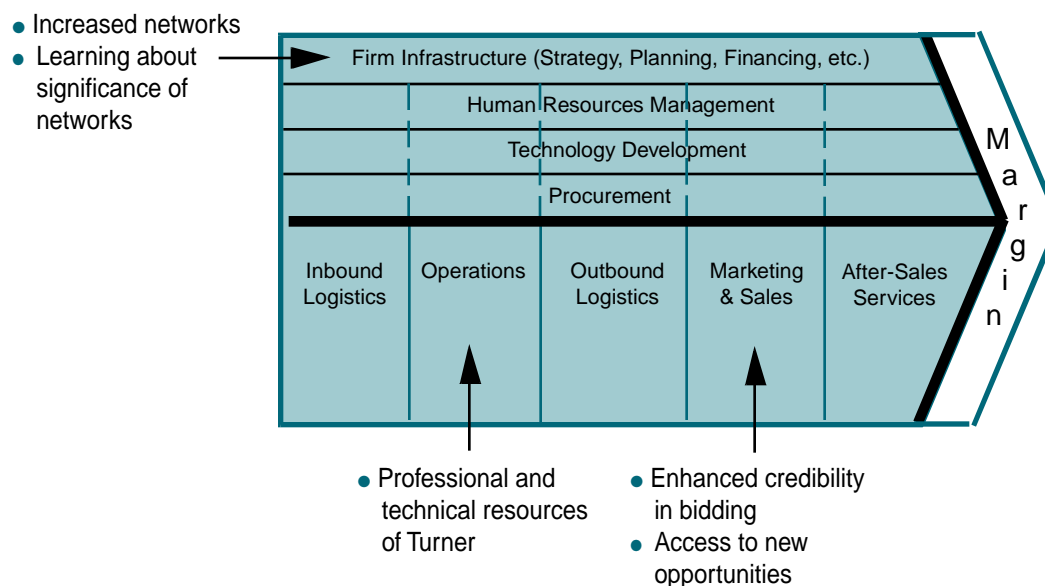 • Increased networks
• Learning about
significance of
networks
Firm Infrastructure (Strategy, Planning, Financing, etc.)
Human Resources Management
Technology Development
Procurement
Margin
Inbound
Logistics
Operations
Outbound
Logistics
Marketing
& Sales
After-Sales
Services
• Professional and
technical resources
of Turner
• Enhanced credibility
in bidding
• Access to new
opportunities